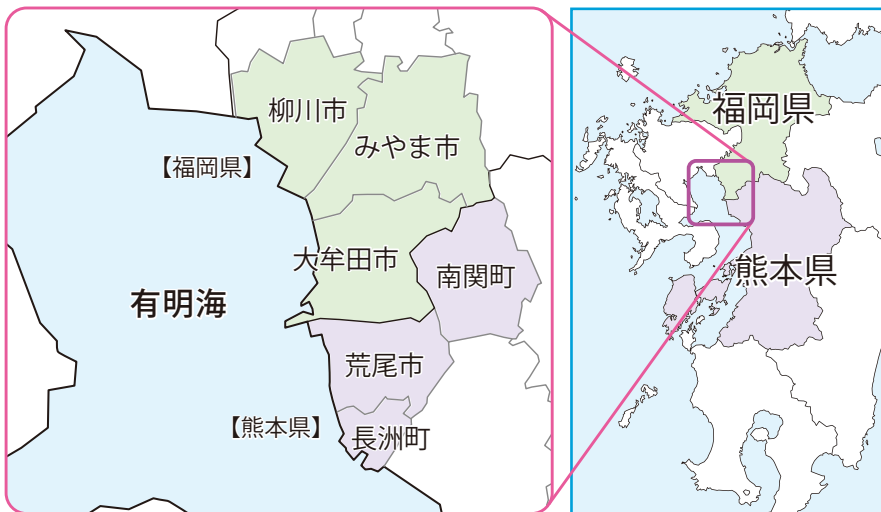 柳川市
みやま市
【福岡県】
大牟田市
南関町
有明海
荒尾市
【熊本県】
長洲町
福岡県
熊本県